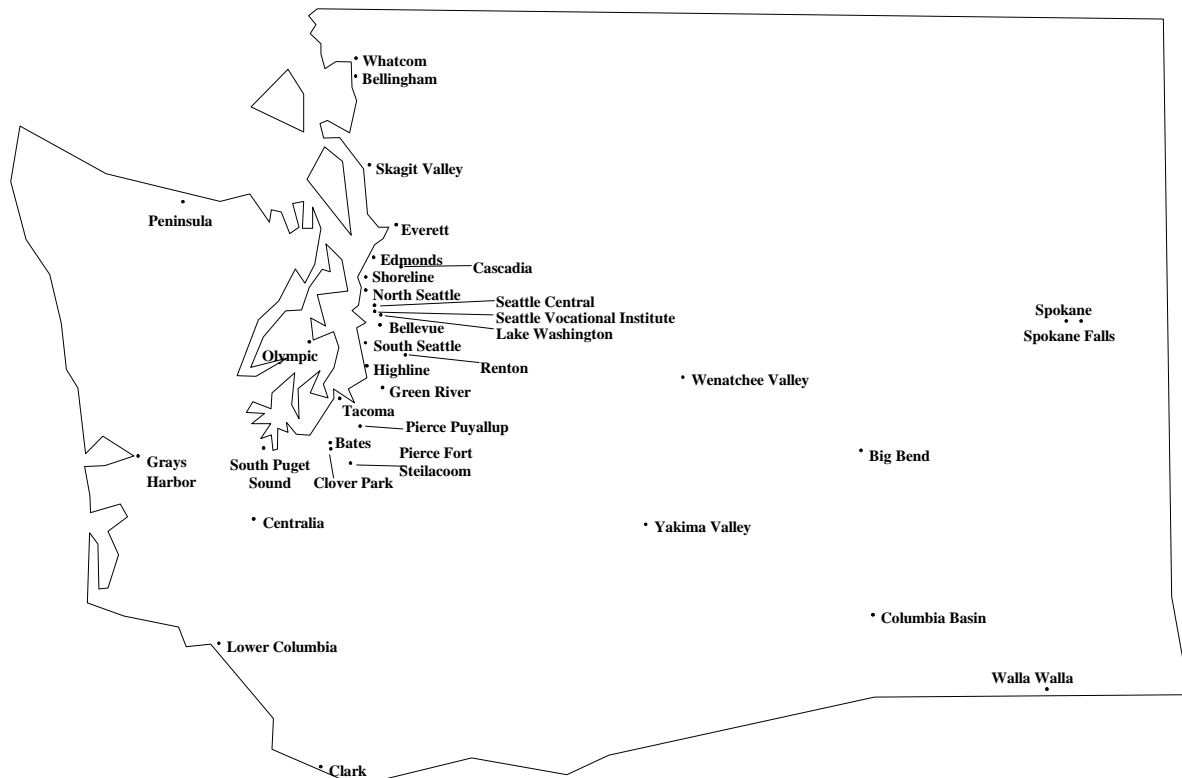 Whatcom
Bellingham
Skagit Valley
Peninsula
Everett
Edmonds
Cascadia
Shoreline
North Seattle
Seattle Central
Seattle Vocational Institute
Lake Washington
Bellevue
Spokane
Spokane Falls
South Seattle
Olympic
Renton
Highline
Wenatchee Valley
Green River
Tacoma
Pierce Puyallup
Bates
Pierce Fort
Steilacoom
Big Bend
Grays
Harbor
South Puget
Sound
Clover Park
Centralia
Yakima Valley
Columbia Basin
Lower Columbia
Walla Walla
Clark